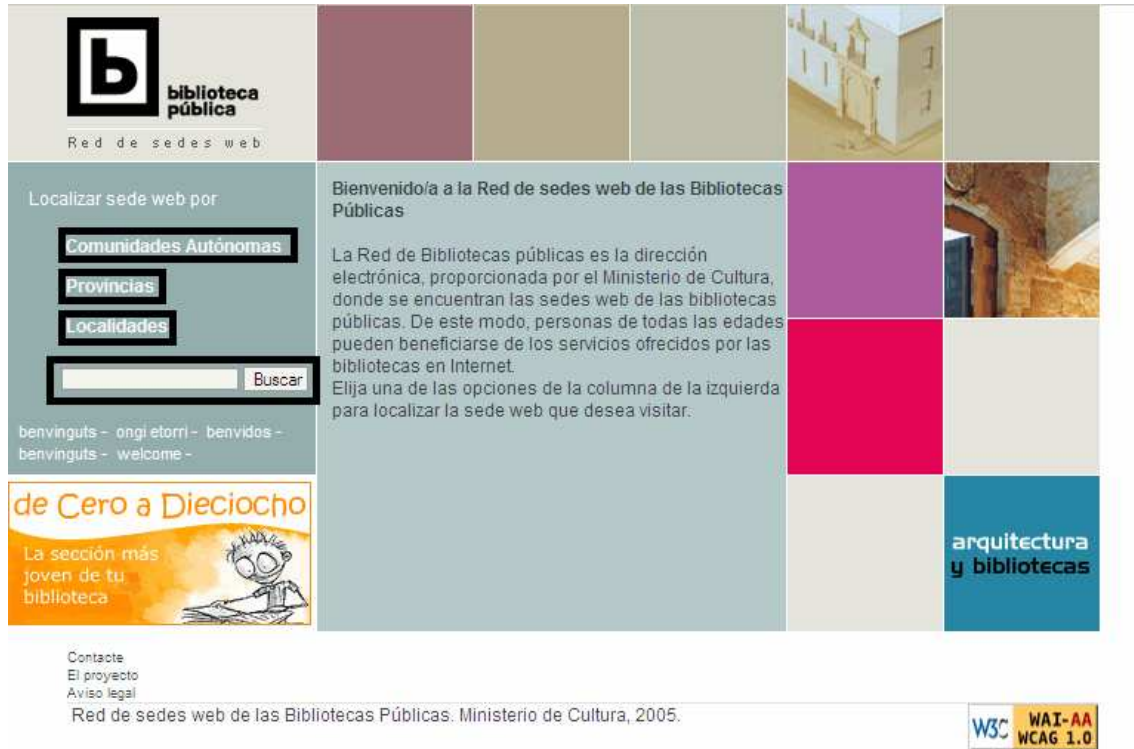 b
biblioteca
pública
Red de sedes web
Localizar sede web por
Comunidades Autónomas
Provincias
Localidades
Buscar
benvinguts - ongi etorri - benvidos -
benvinguts - welcome -
de Cero a Dieciocho
La sección más
joven de tu
biblioteca
Bienvenido/a a la Red de sedes web de las Bibliotecas
Públicas
La Red de Bibliotecas públicas es la dirección
electrónica, proporcionada por el Ministerio de Cultura,
donde se encuentran las sedes web de las bibliotecas
públicas. De este modo, personas de todas las edades
pueden beneficiarse de los servicios ofrecidos por las
bibliotecas en Internet.
Elija una de las opciones de la columna de la izquierda
para localizar la sede web que desea visitar.
arquitectura
y bibliotecas
Contacte
El proyecto
Aviso legal
Red de sedes web de las Bibliotecas Públicas. Ministerio de Cultura, 2005.
W3C WAI-AA
WCAG 1.0